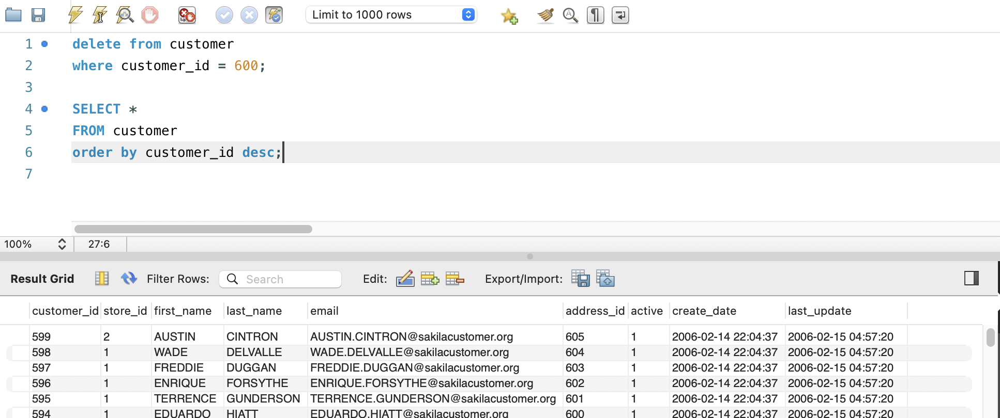 Limit to 1000 rows
1 delete from customer
2 where customer_id = 600;
3
4 SELECT *
5 FROM customer
6 order by customer_id desc;
7
100% 27:6
Result Grid Filter Rows: Search Edit: Export/Import:
customer_id store_id first_name last_name email address_id active create_date last_update
599 2 AUSTIN CINTRON AUSTIN.CINTRON@sakilacustomer.org 605 1 2006-02-14 22:04:37 2006-02-15 04:57:20
598 1 WADE DELVALLE WADE.DELVALLE@sakilacustomer.org 604 1 2006-02-14 22:04:37 2006-02-15 04:57:20
597 1 FREDDIE DUGGAN FREDDIE.DUGGAN@sakilacustomer.org 603 1 2006-02-14 22:04:37 2006-02-15 04:57:20
596 1 ENRIQUE FORSYTHE ENRIQUE.FORSYTHE@sakilacustomer.org 602 1 2006-02-14 22:04:37 2006-02-15 04:57:20
595 1 TERRENCE GUNDERSON TERRENCE.GUNDERSON@sakilacustomer.org 601 1 2006-02-14 22:04:37 2006-02-15 04:57:20
594 1 EDUARDO HIATT EDUARDO.HIATT@sakilacustomer.org 600 1 2006-02-14 22:04:37 2006-02-15 04:57:20